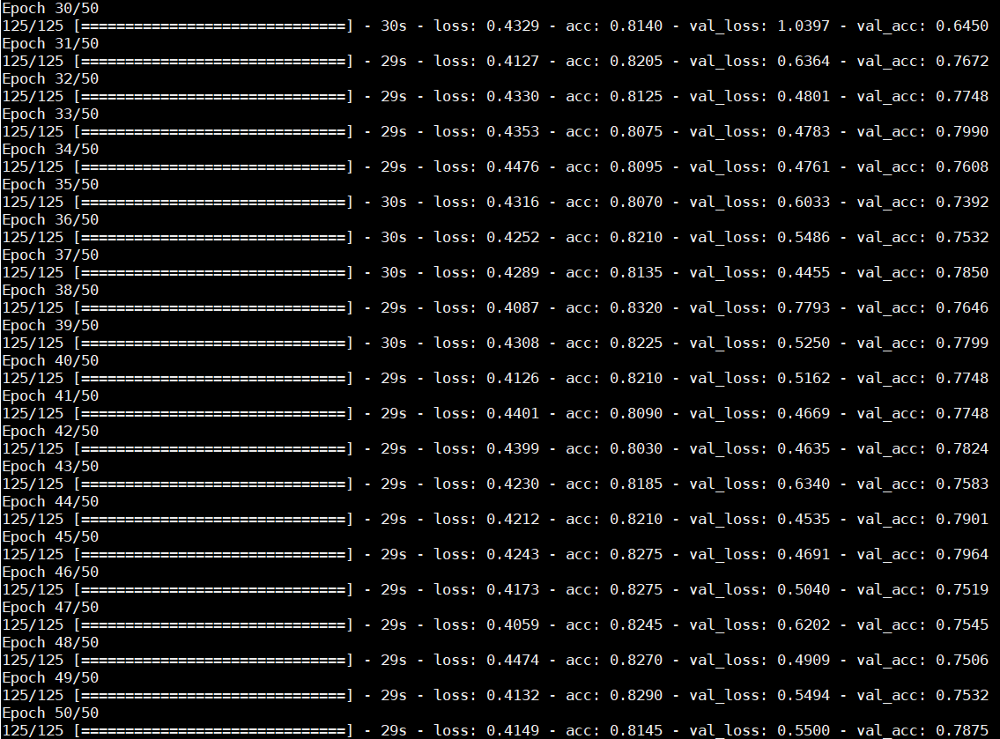 Epoch 30/50
125/125 [==============================] - 30s - loss: 0.4329 - acc: 0.8140 - val_loss: 1.0397 - val_acc: 0.6450
Epoch 31/50
125/125 [==============================] - 29s - loss: 0.4127 - acc: 0.8205 - val_loss: 0.6364 - val_acc: 0.7672
Epoch 32/50
125/125 [==============================] - 29s - loss: 0.4330 - acc: 0.8125 - val_loss: 0.4801 - val_acc: 0.7748
Epoch 33/50
125/125 [==============================] - 29s - loss: 0.4353 - acc: 0.8075 - val_loss: 0.4783 - val_acc: 0.7990
Epoch 34/50
125/125 [==============================] - 29s - loss: 0.4476 - acc: 0.8095 - val_loss: 0.4761 - val_acc: 0.7608
Epoch 35/50
125/125 [==============================] - 30s - loss: 0.4316 - acc: 0.8070 - val_loss: 0.6033 - val_acc: 0.7392
Epoch 36/50
125/125 [==============================] - 30s - loss: 0.4252 - acc: 0.8210 - val_loss: 0.5486 - val_acc: 0.7532
Epoch 37/50
125/125 [==============================] - 30s - loss: 0.4289 - acc: 0.8135 - val_loss: 0.4455 - val_acc: 0.7850
Epoch 38/50
125/125 [==============================] - 29s - loss: 0.4087 - acc: 0.8320 - val_loss: 0.7793 - val_acc: 0.7646
Epoch 39/50
125/125 [==============================] - 30s - loss: 0.4308 - acc: 0.8225 - val_loss: 0.5250 - val_acc: 0.7799
Epoch 40/50
125/125 [==============================] - 29s - loss: 0.4126 - acc: 0.8210 - val_loss: 0.5162 - val_acc: 0.7748
Epoch 41/50
125/125 [==============================] - 29s - loss: 0.4401 - acc: 0.8090 - val_loss: 0.4669 - val_acc: 0.7748
Epoch 42/50
125/125 [==============================] - 29s - loss: 0.4399 - acc: 0.8030 - val_loss: 0.4635 - val_acc: 0.7824
Epoch 43/50
125/125 [==============================] - 29s - loss: 0.4230 - acc: 0.8185 - val_loss: 0.6340 - val_acc: 0.7583
Epoch 44/50
125/125 [==============================] - 29s - loss: 0.4212 - acc: 0.8210 - val_loss: 0.4535 - val_acc: 0.7901
Epoch 45/50
125/125 [==============================] - 29s - loss: 0.4243 - acc: 0.8275 - val_loss: 0.4691 - val_acc: 0.7964
Epoch 46/50
125/125 [==============================] - 29s - loss: 0.4173 - acc: 0.8275 - val_loss: 0.5040 - val_acc: 0.7519
Epoch 47/50
125/125 [==============================] - 29s - loss: 0.4059 - acc: 0.8245 - val_loss: 0.6202 - val_acc: 0.7545
Epoch 48/50
125/125 [==============================] - 29s - loss: 0.4474 - acc: 0.8270 - val_loss: 0.4909 - val_acc: 0.7506
Epoch 49/50
125/125 [==============================] - 29s - loss: 0.4132 - acc: 0.8290 - val_loss: 0.5494 - val_acc: 0.7532
Epoch 50/50
125/125 [==============================] - 29s - loss: 0.4149 - acc: 0.8145 - val_loss: 0.5500 - val_acc: 0.7875